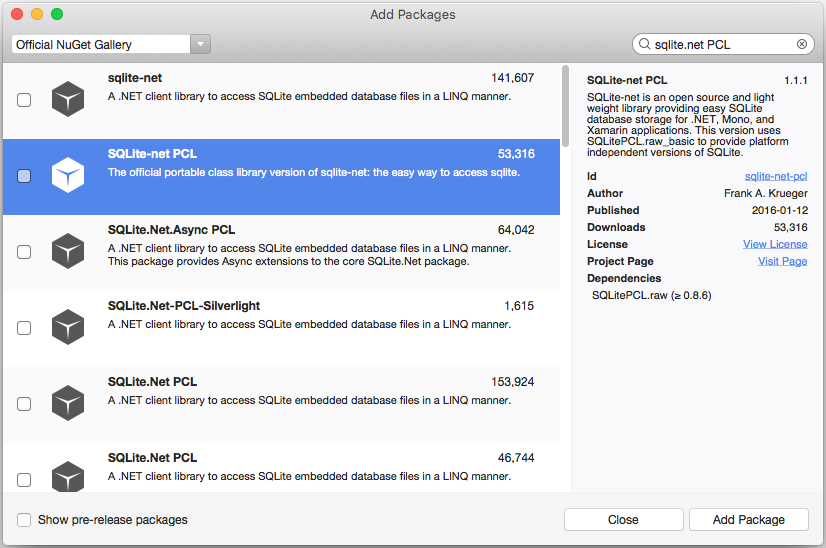 Add Packages
Official NuGet Gallery
sqlite.net PCL
sqlite-net 141,607
A .NET client library to access SQLite embedded database files in a LINQ manner.
SQLite-net PCL 53,316
The official portable class library version of sqlite-net: the easy way to access sqlite.
SQLite.Net.Async PCL 64,042
A .NET client library to access SQLite embedded database files in a LINQ manner.
This package provides Async extensions to the core SQLite.Net package.
SQLite.Net-PCL-Silverlight 1,615
A .NET client library to access SQLite embedded database files in a LINQ manner.
SQLite.Net PCL 153,924
A .NET client library to access SQLite embedded database files in a LINQ manner.
SQLite.Net PCL 46,744
A .NET client library to access SQLite embedded database files in a LINQ manner.
SQLite-net PCL 1.1.1
SQLite-net is an open source and light
weight library providing easy SQLite
database storage for .NET, Mono, and
Xamarin applications. This version uses
SQLitePCL.raw_basic to provide platform
independent versions of SQLite.
Id sqlite-net-pcl
Author Frank A. Krueger
Published 2016-01-12
Downloads 53,316
License View License
Project Page Visit Page
Dependencies
SQLitePCL.raw (≥ 0.8.6)
Show pre-release packages
Close
Add Package